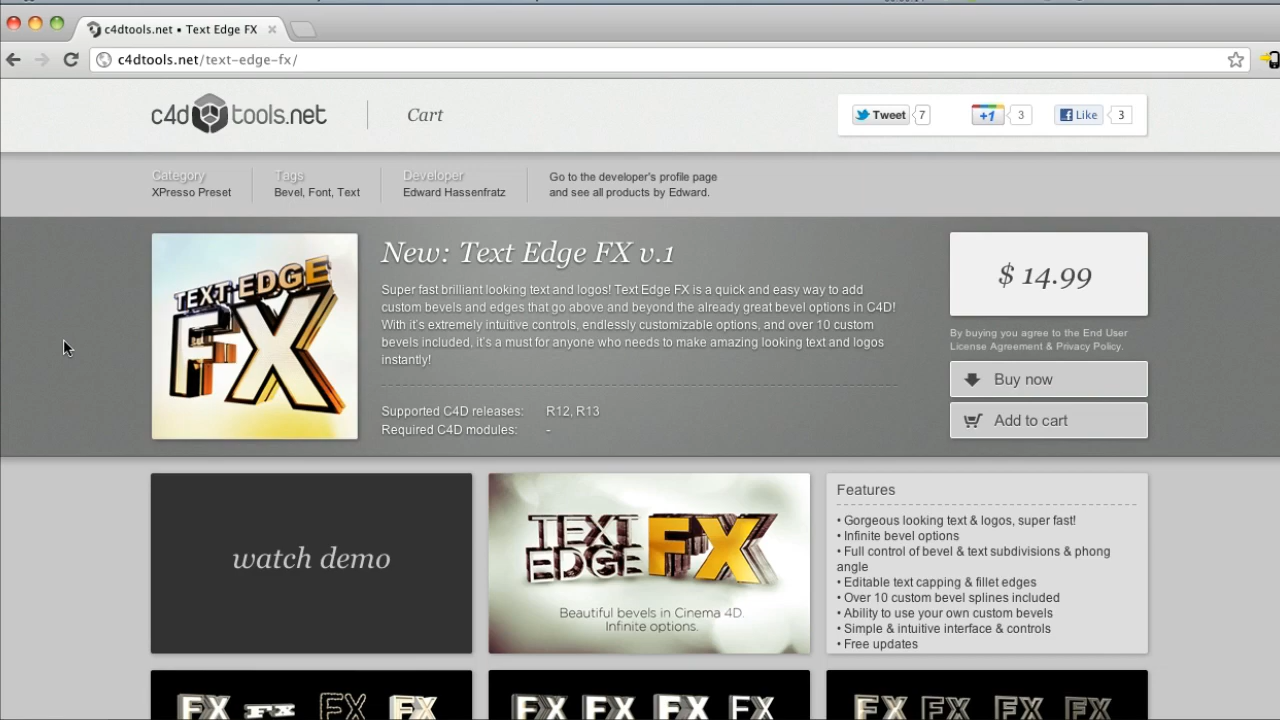 c4dtools.net • Text Edge FX
c4dtools.net/text-edge-fx/
c4d tools.net
Cart
Tweet 7
+1 3
Like 3
Category
XPresso Preset
Tags
Bevel, Font, Text
Developer
Edward Hassenfratz
Go to the developer's profile page
and see all products by Edward.
TEXT EDGE
FX
New: Text Edge FX v.1
Super fast brilliant looking text and logos! Text Edge FX is a quick and easy way to add
custom bevels and edges that go above and beyond the already great bevel options in C4D!
With it's extremely intuitive controls, endlessly customizable options, and over 10 custom
bevels included, it's a must for anyone who needs to make amazing looking text and logos
instantly!
Supported C4D releases: R12, R13
Required C4D modules: -
$ 14.99
By buying you agree to the End User
License Agreement & Privacy Policy.
Buy now
Add to cart
watch demo
TEXT
EDGE FX
Beautiful bevels in Cinema 4D.
Infinite options.
Features
• Gorgeous looking text & logos, super fast!
• Infinite bevel options
• Full control of bevel & text subdivisions & phong
angle
• Editable text capping & fillet edges
• Over 10 custom bevel splines included
• Ability to use your own custom bevels
• Simple & intuitive interface & controls
• Free updates
FX FX FX FX
FX FX FX FX
FX FX FX FX